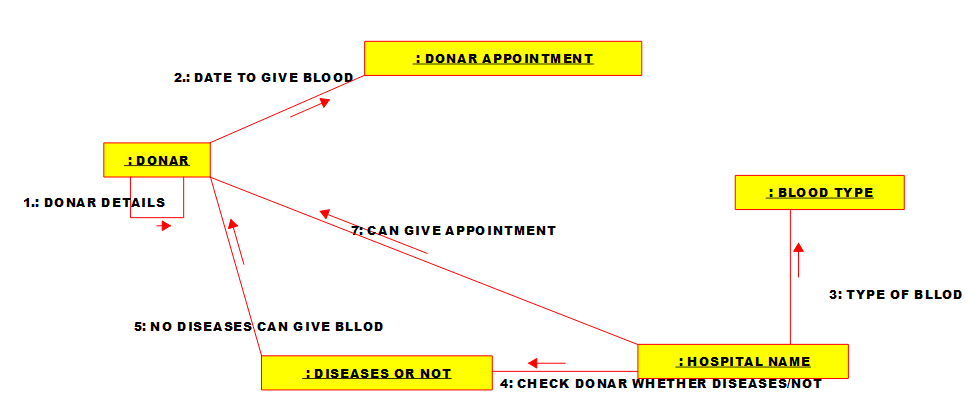 : DONAR APPOINTMENT
2.: DATE TO GIVE BLOOD
: DONAR
1.: DONAR DETAILS
: BLOOD TYPE
7: CAN GIVE APPOINTMENT
3: TYPE OF BLLOD
5: NO DISEASES CAN GIVE BLLOD
: HOSPITAL NAME
: DISEASES OR NOT
4: CHECK DONAR WHETHER DISEASES/NOT